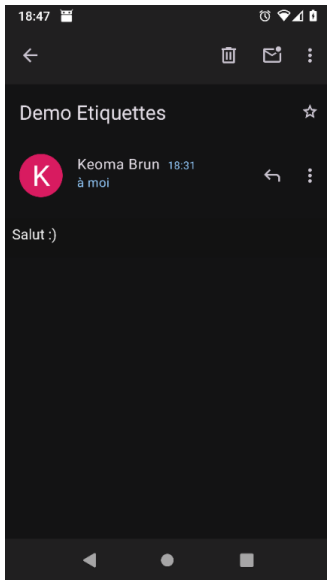 18:47
Demo Etiquettes
K
Keoma Brun 18:31
à moi
Salut :)